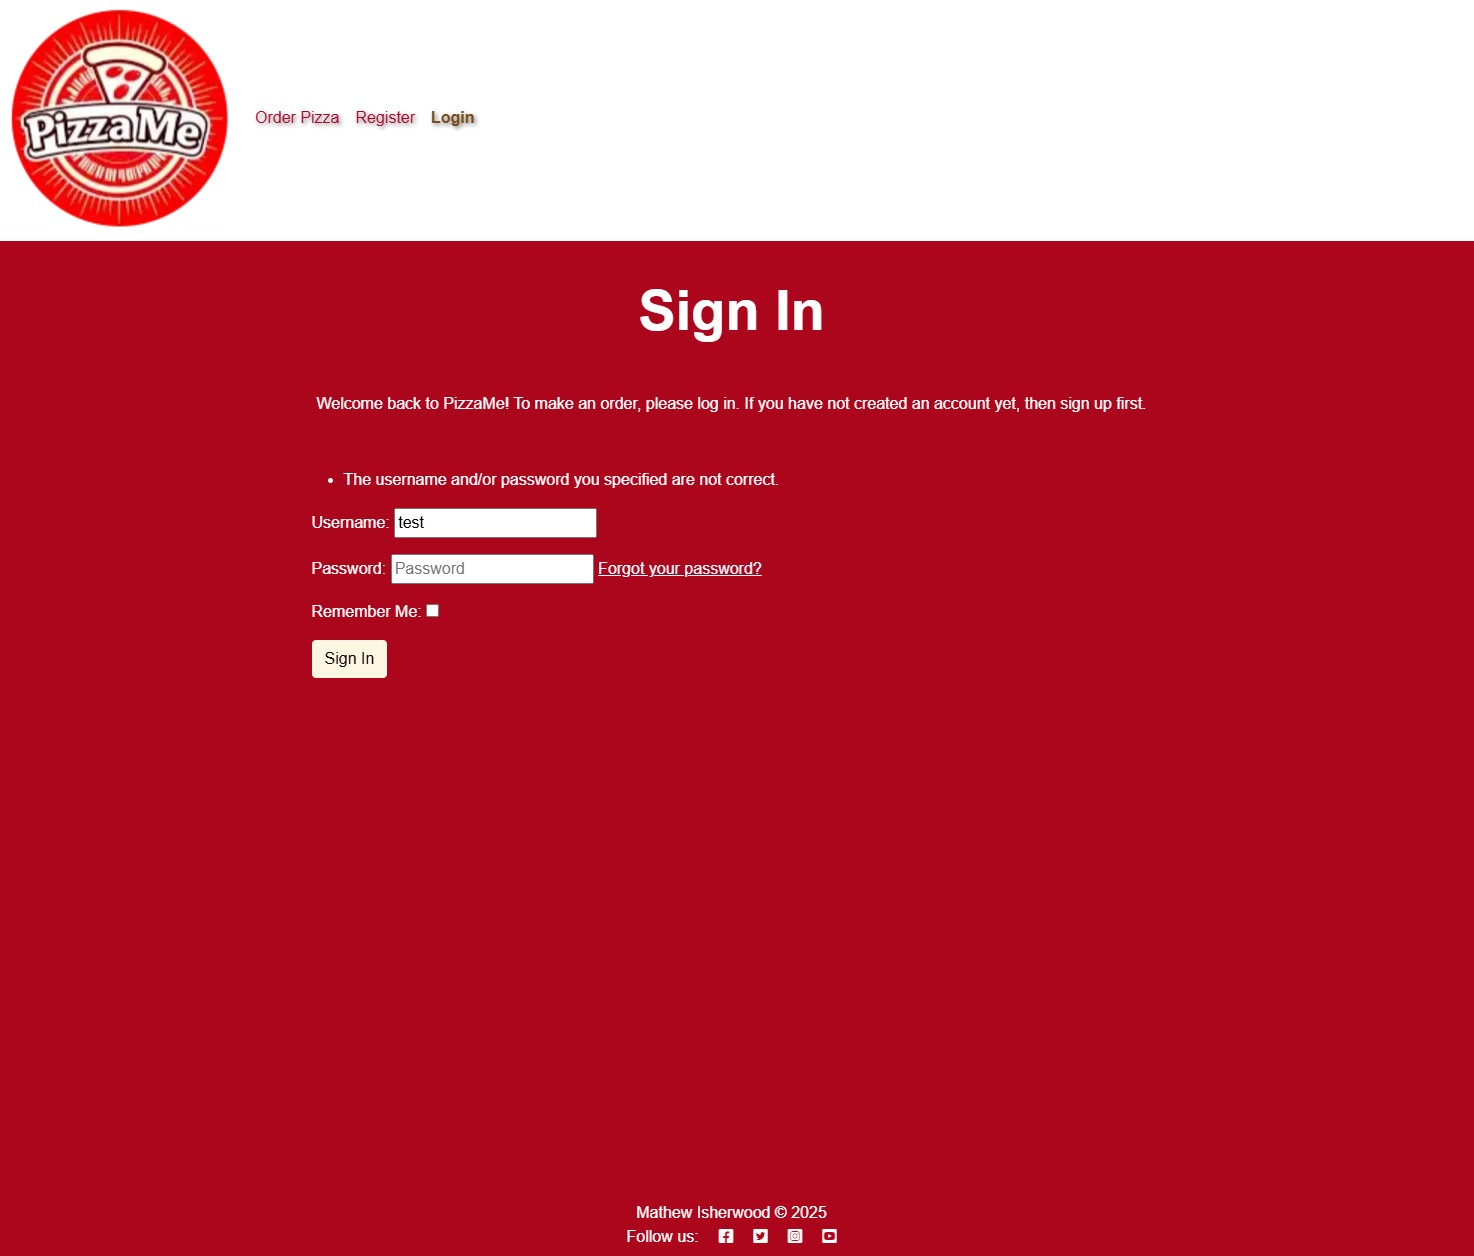 PizzaMe
Order Pizza Register Login
Sign In
Welcome back to PizzaMe! To make an order, please log in. If you have not created an account yet, then sign up first.
• The username and/or password you specified are not correct.
Username: test
Password: Password Forgot your password?
Remember Me:
Sign In
Mathew Isherwood © 2025
Follow us: